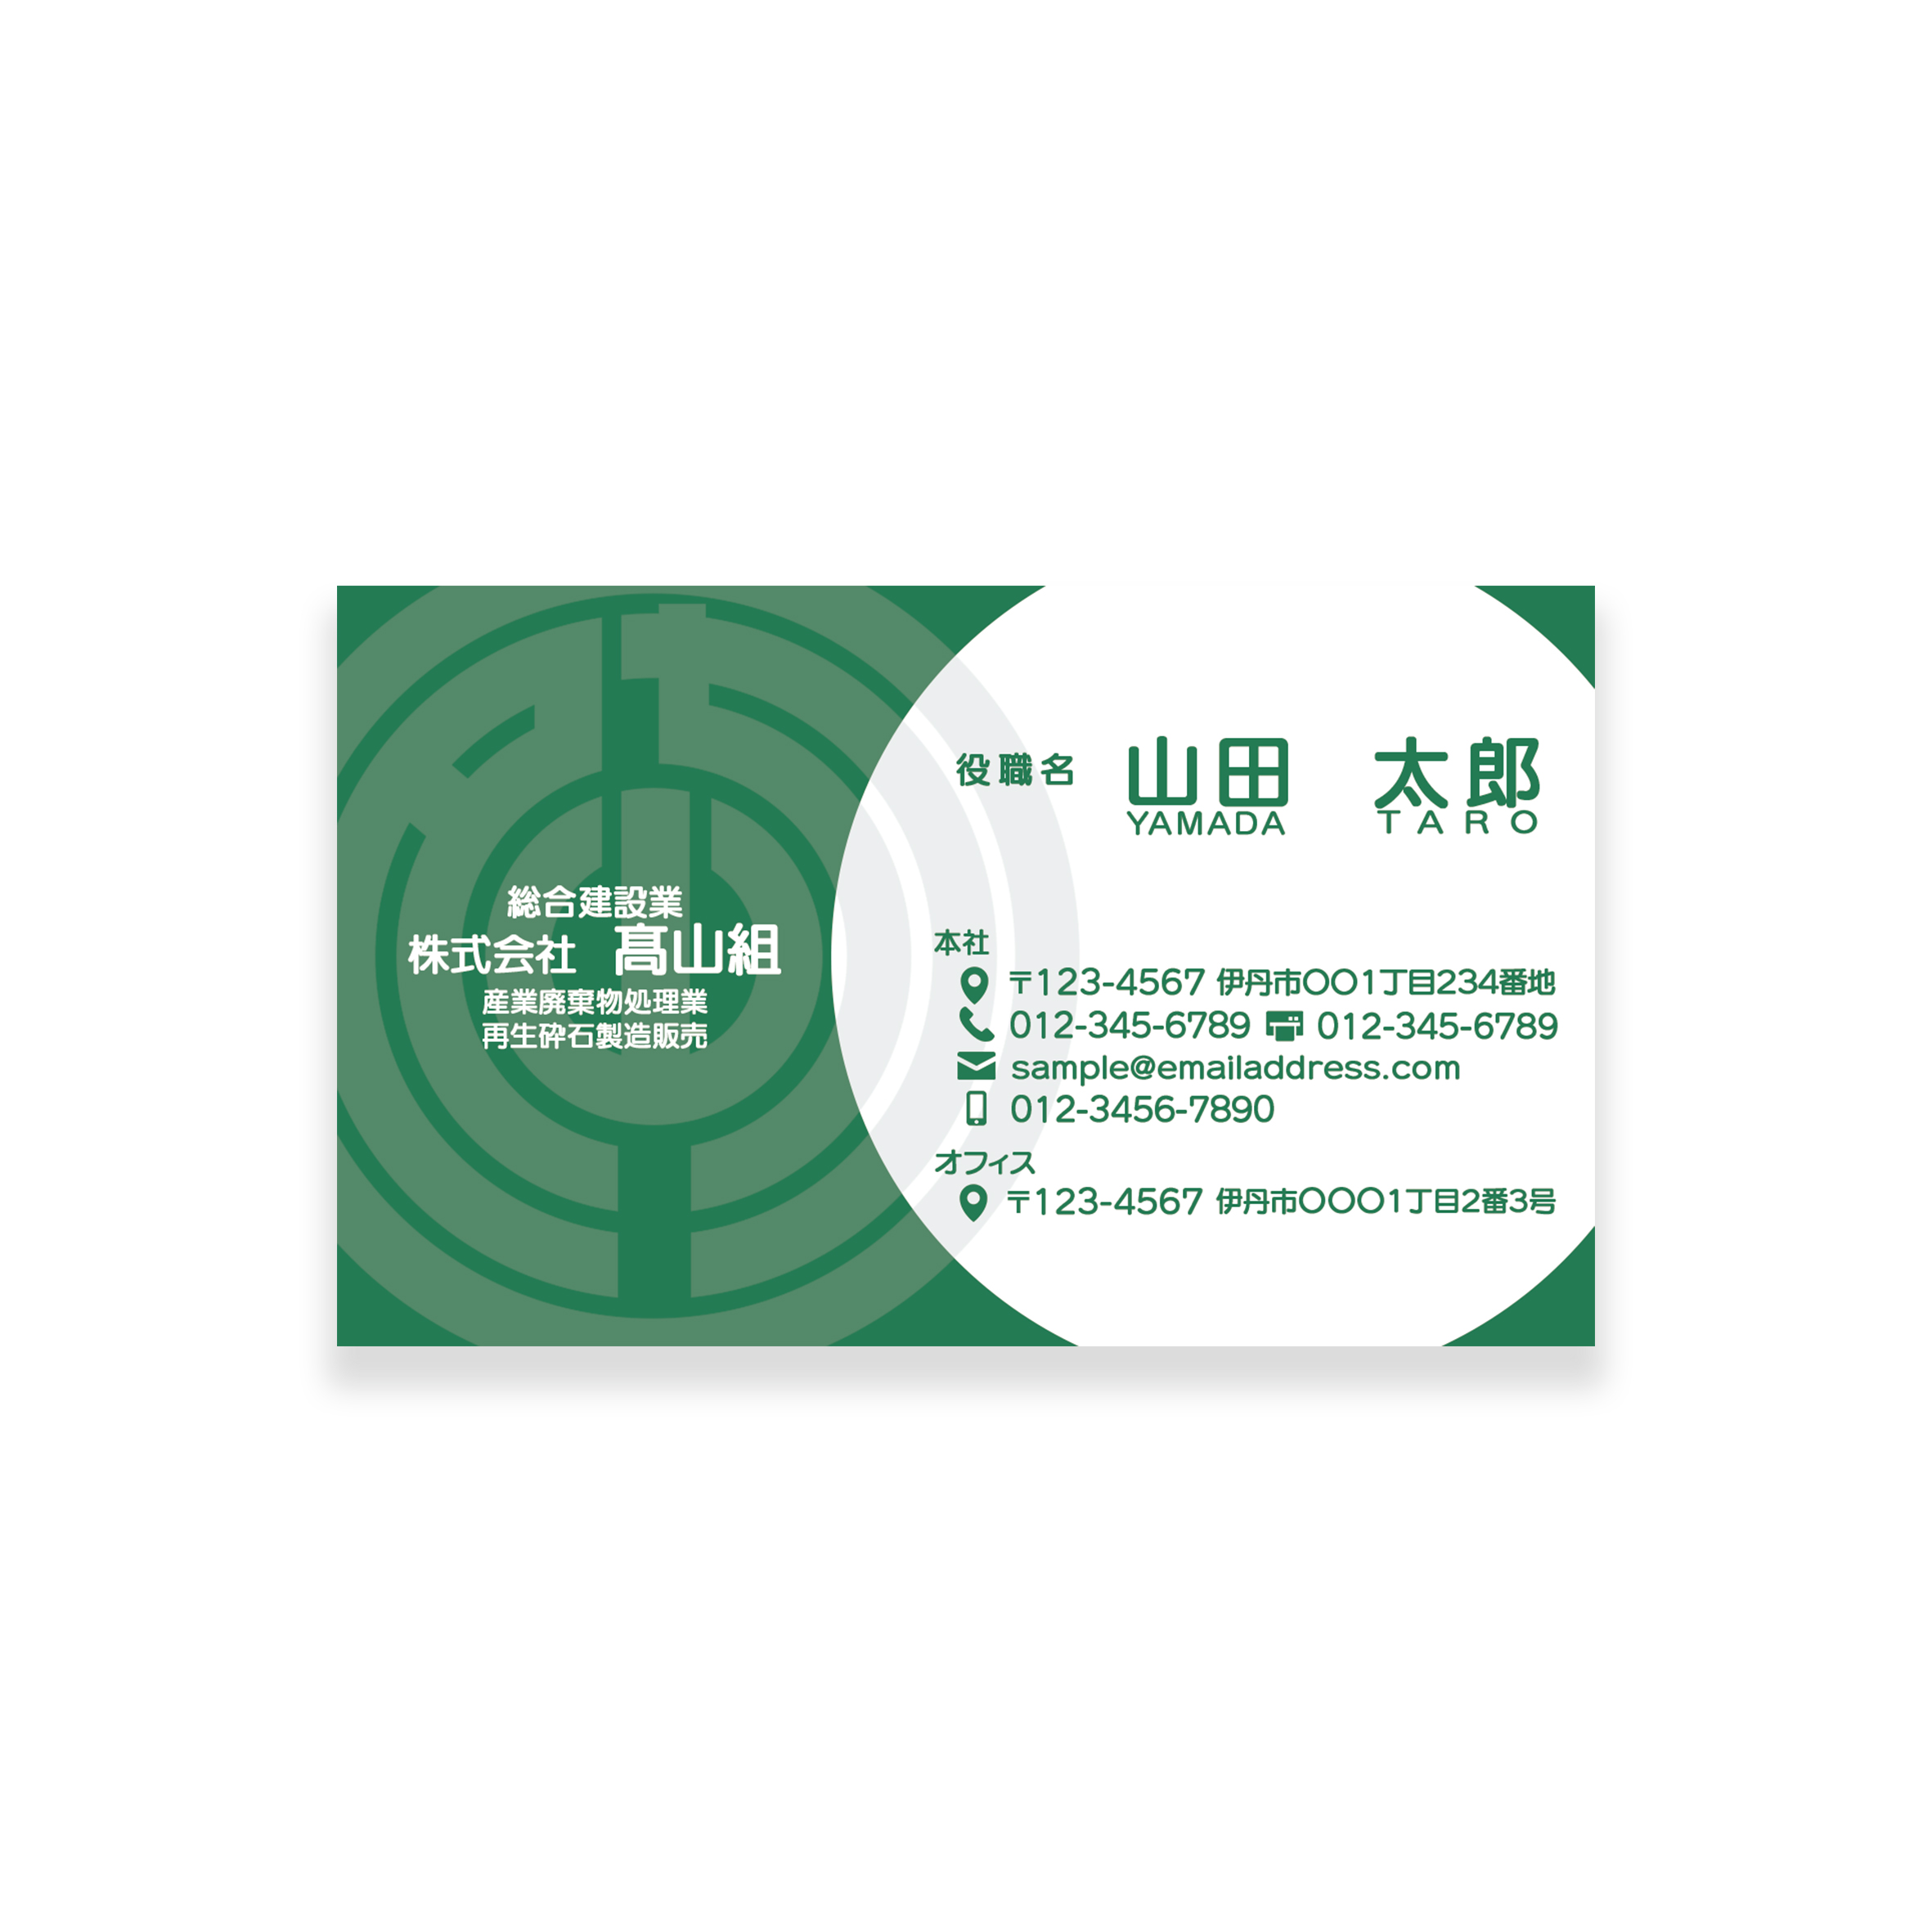 総合建設業
株式会社　髙山組
産業廃棄物処理業
再生砕石製造販売
役職名　山田　太郎
YAMADA　TARO
本社
〒123-4567 伊丹市〇〇1丁目234番地
012-345-6789 012-345-6789
sample@emailaddress.com
012-3456-7890
オフィス
〒123-4567 伊丹市〇〇〇1丁目2番3号